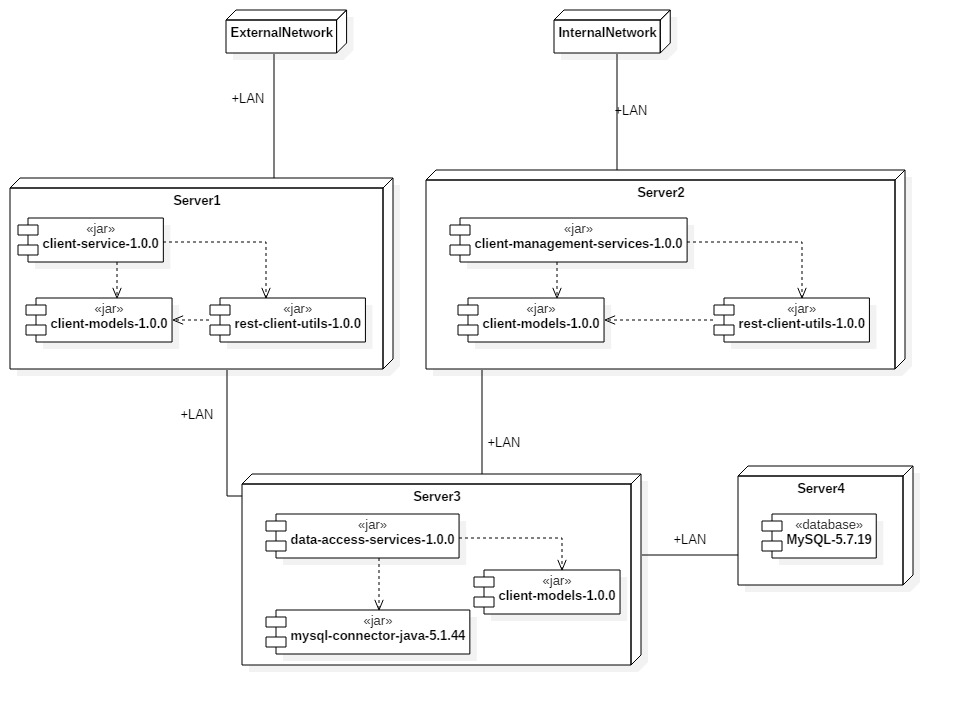 ExternalNetwork
InternalNetwork
+LAN
+LAN
Server1
«jar»
client-service-1.0.0
«jar»
client-models-1.0.0
«jar»
rest-client-utils-1.0.0
Server2
«jar»
client-management-services-1.0.0
«jar»
client-models-1.0.0
«jar»
rest-client-utils-1.0.0
+LAN
+LAN
Server3
«jar»
data-access-services-1.0.0
«jar»
client-models-1.0.0
«jar»
mysql-connector-java-5.1.44
+LAN
Server4
«database»
MySQL-5.7.19